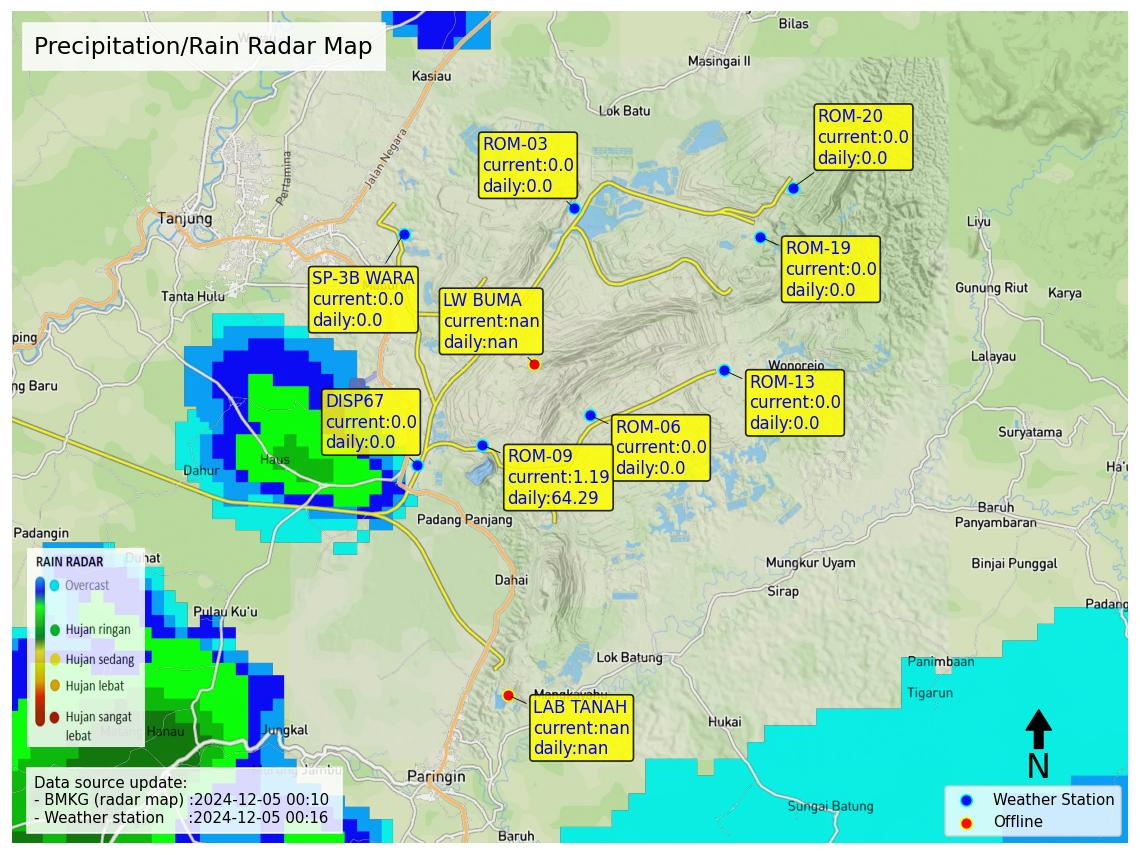 Precipitation/Rain Radar Map
Bilas
Masingai II
Kasiau
Lok Batu
Jalan Negara
Pertamina
Tanjung
Tanta Hulu
ROM-20
current:0.0
daily:0.0
ROM-03
current:0.0
daily:0.0
ROM-19
current:0.0
daily:0.0
SP-3B WARA
current:0.0
daily:0.0
LW BUMA
current:nan
daily:nan
Liyu
Gunung Riut
Karya
Lalayau
Wonorejo
ping
ng Baru
ROM-13
current:0.0
daily:0.0
DISP67
current:0.0
daily:0.0
ROM-06
current:0.0
daily:0.0
ROM-09
current:1.19
daily:64.29
Suryatama
Ha'u
Haus
Dahur
Padang Panjang
Baruh
Panyambaran
Padangin
Duhat
Dahai
Mungkur Uyam
Binjai Punggal
Sirap
Padang
Pulau Ku'u
RAIN RADAR
Overcast
Hujan ringan
Hujan sedang
Hujan lebat
Hujan sangat
lebat
Lok Batung
Panimbaan
Tigarun
Mangkayahu
LAB TANAH
current:nan
daily:nan
Hukai
Hanau
Jungkal
Murung Jambu
Paringin
Sungai Batung
Baruh
Data source update:
- BMKG (radar map) :2024-12-05 00:10
- Weather station :2024-12-05 00:16
N
Weather Station
Offline